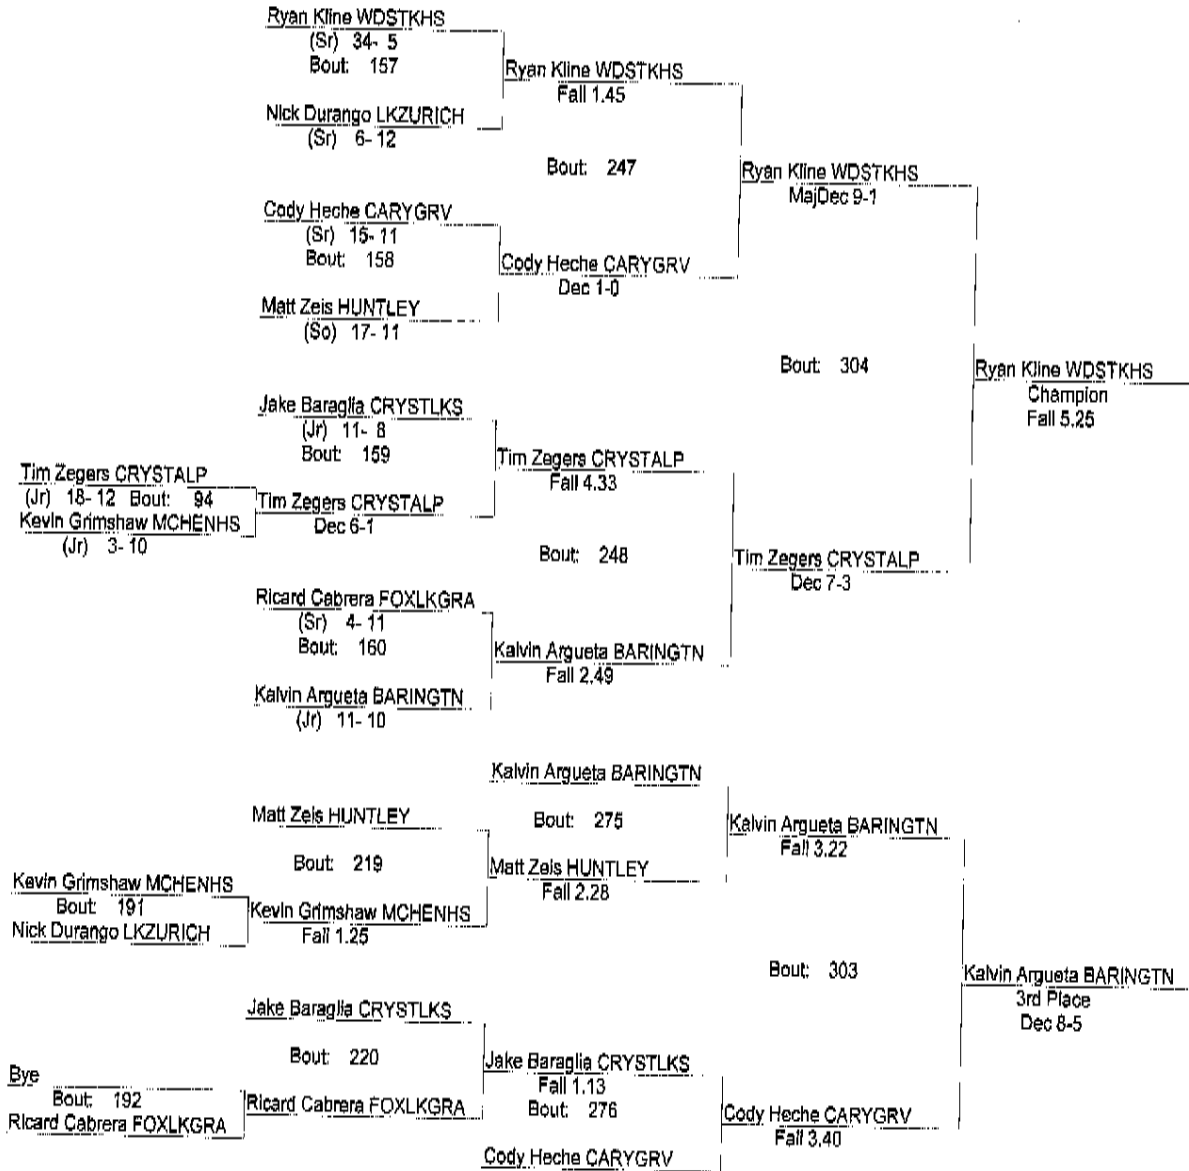 Ryan Kline WDSTKHS
(Sr) 34- 5
Bout: 157
Ryan Kline WDSTKHS
Fall 1.45
Nick Durango LKZURICH
(Sr) 6- 12
Bout: 247
Ryan Kline WDSTKHS
MajDec 9-1
Cody Heche CARYGRV
(Sr) 15- 11
Bout: 158
Cody Heche CARYGRV
Dec 1-0
Matt Zeis HUNTLEY
(So) 17- 11
Bout: 304
Ryan Kline WDSTKHS
Champion
Fall 5.25
Jake Baraglia CRYSTLKS
(Jr) 11- 8
Bout: 159
Tim Zegers CRYSTALP
Fall 4.33
Tim Zegers CRYSTALP
(Jr) 18- 12 Bout: 94
Kevin Grimshaw MCHENHS
(Jr) 3- 10
Tim Zegers CRYSTALP
Dec 6-1
Bout: 248
Tim Zegers CRYSTALP
Dec 7-3
Ricard Cabrera FOXLKGRA
(Sr) 4- 11
Bout: 160
Kalvin Argueta BARINGTN
Fall 2.49
Kalvin Argueta BARINGTN
(Jr) 11- 10
Kalvin Argueta BARINGTN
Matt Zeis HUNTLEY
Bout: 275
Kalvin Argueta BARINGTN
Fall 3.22
Bout: 219
Matt Zeis HUNTLEY
Fall 2.28
Kevin Grimshaw MCHENHS
Bout: 191
Nick Durango LKZURICH
Kevin Grimshaw MCHENHS
Fall 1.25
Bout: 303
Kalvin Argueta BARINGTN
3rd Place
Dec 8-5
Jake Baraglia CRYSTLKS
Bout: 220
Jake Baraglia CRYSTLKS
Fall 1.13
Bout: 276
Bye
Bout: 192
Ricard Cabrera FOXLKGRA
Ricard Cabrera FOXLKGRA
Cody Heche CARYGRV
Fall 3.40
Cody Heche CARYGRV